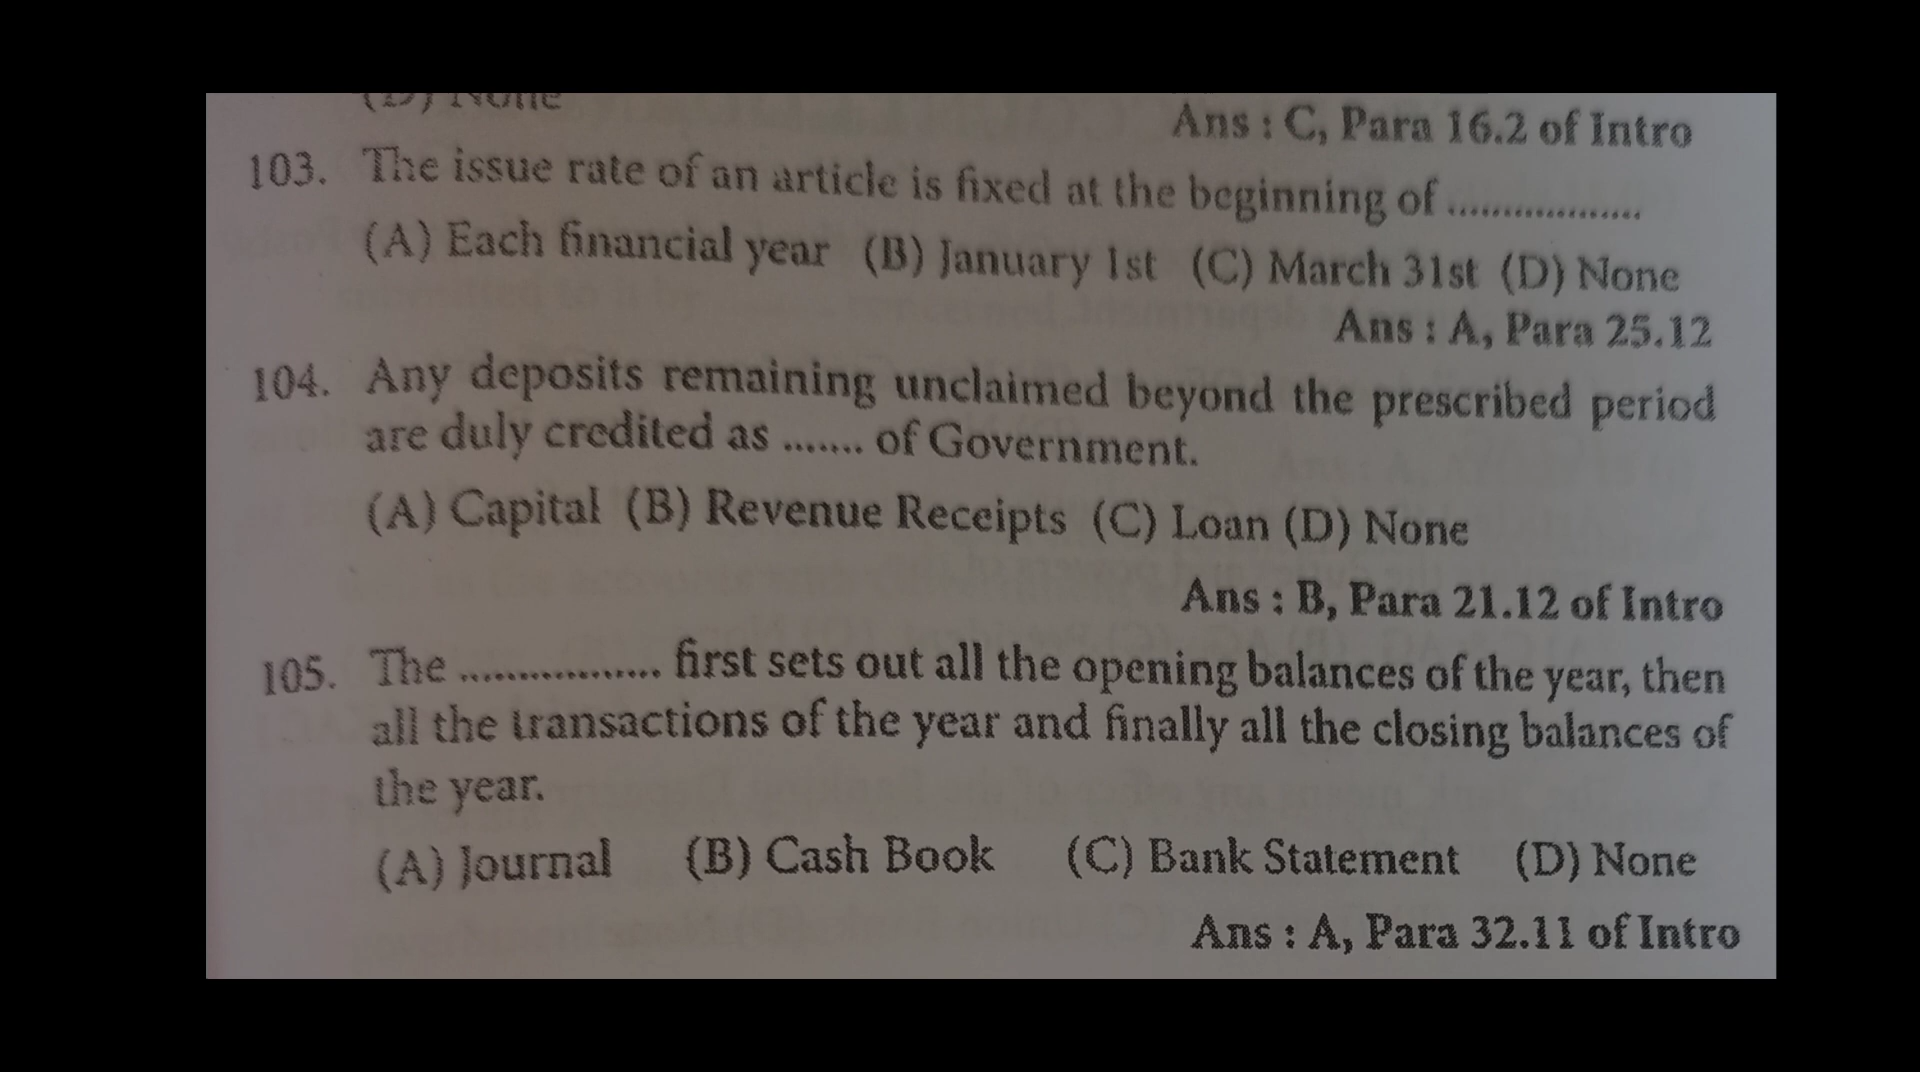 (D) None
Ans : C, Para 16.2 of Intro
103. The issue rate of an article is fixed at the beginning of ..................
(A) Each financial year (B) January 1st (C) March 31st (D) None
Ans : A, Para 25.12
104. Any deposits remaining unclaimed beyond the prescribed period
are duly credited as ....... of Government.
(A) Capital (B) Revenue Receipts (C) Loan (D) None
Ans : B, Para 21.12 of Intro
105. The ................. first sets out all the opening balances of the year, then
all the transactions of the year and finally all the closing balances of
the year.
(A) Journal (B) Cash Book (C) Bank Statement (D) None
Ans : A, Para 32.11 of Intro